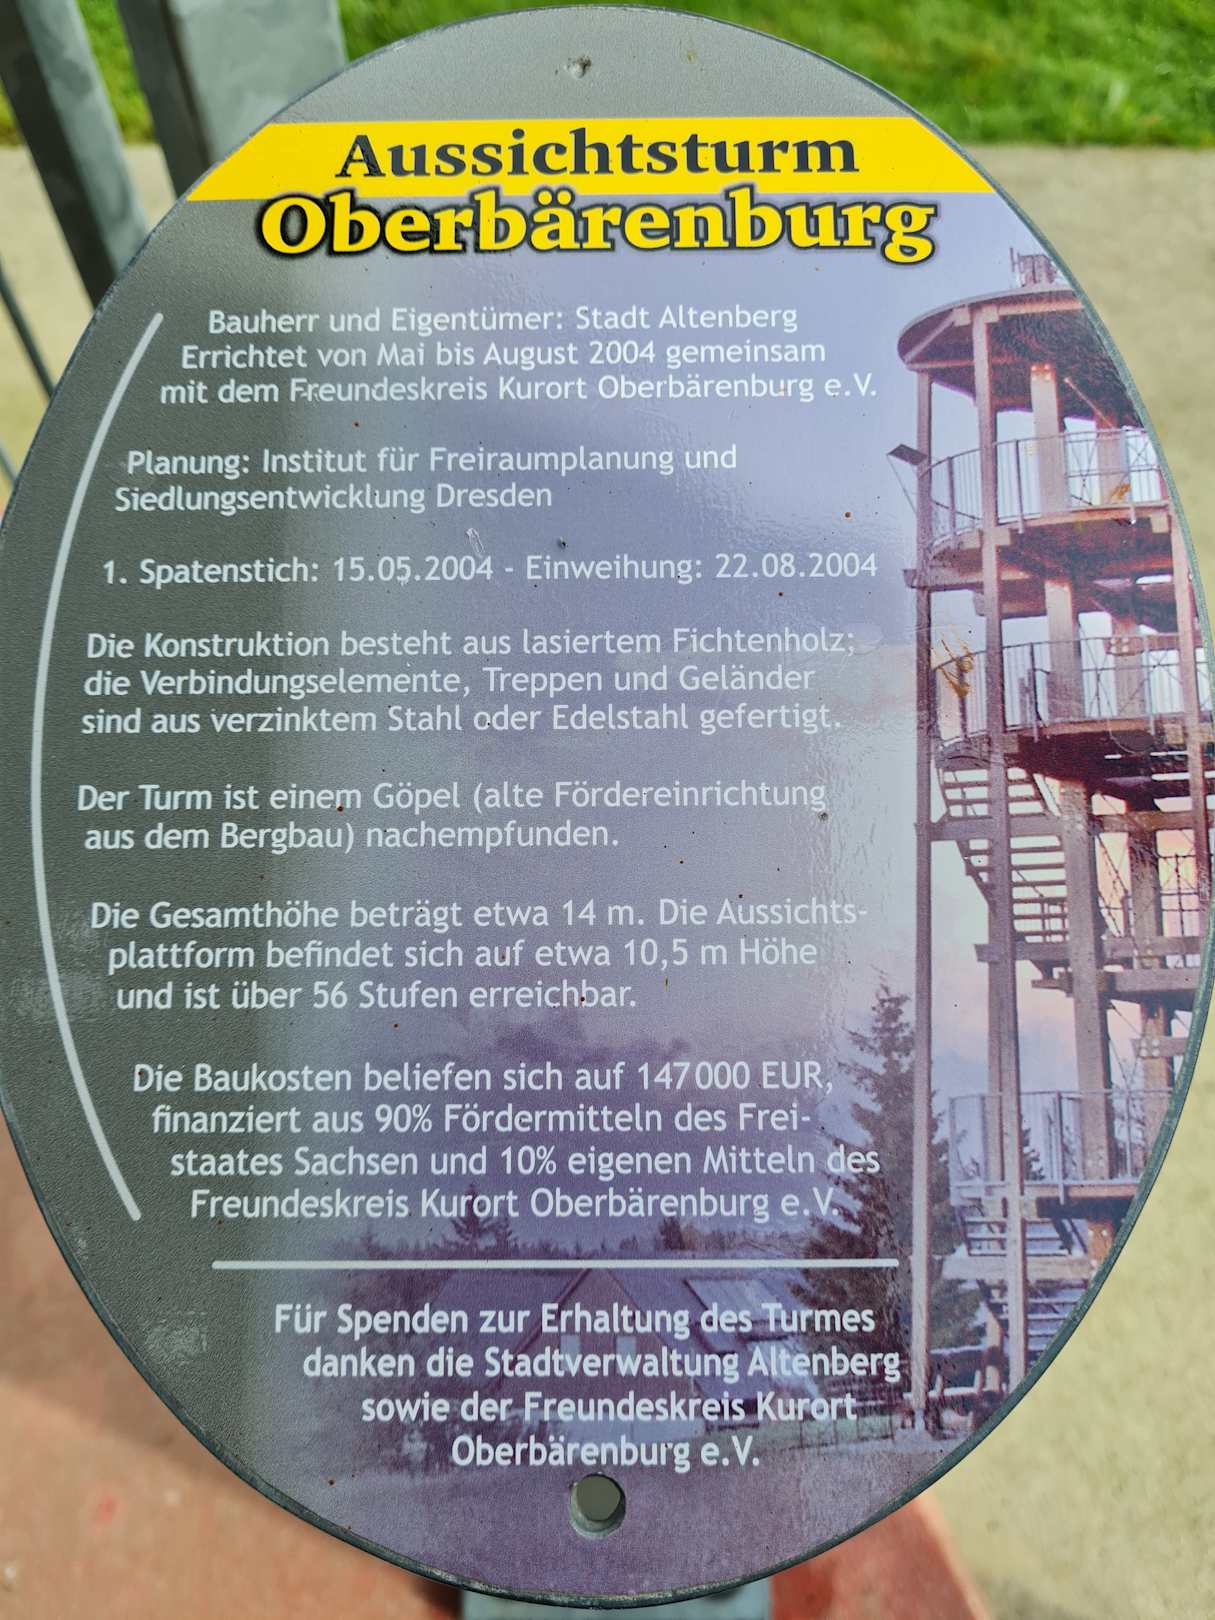 Aussichtsturm
Oberbärenburg
Bauherr und Eigentümer: Stadt Altenberg
Errichtet von Mai bis August 2004 gemeinsam
mit dem Freundeskreis Kurort Oberbärenburg e.V.
Planung: Institut für Freiraumplanung und
Siedlungsentwicklung Dresden
1. Spatenstich: 15.05.2004 - Einweihung: 22.08.2004
Die Konstruktion besteht aus lasiertem Fichtenholz;
die Verbindungselemente, Treppen und Geländer
sind aus verzinktem Stahl oder Edelstahl gefertigt.
Der Turm ist einem Göpel (alte Fördereinrichtung
aus dem Bergbau) nachempfunden.
Die Gesamthöhe beträgt etwa 14 m. Die Aussichts-
plattform befindet sich auf etwa 10,5 m Höhe
und ist über 56 Stufen erreichbar.
Die Baukosten beliefen sich auf 147 000 EUR,
finanziert aus 90% Fördermitteln des Frei-
staates Sachsen und 10% eigenen Mitteln des
Freundeskreis Kurort Oberbärenburg e.V.
Für Spenden zur Erhaltung des Turmes
danken die Stadtverwaltung Altenberg
sowie der Freundeskreis Kurort
Oberbärenburg e.V.